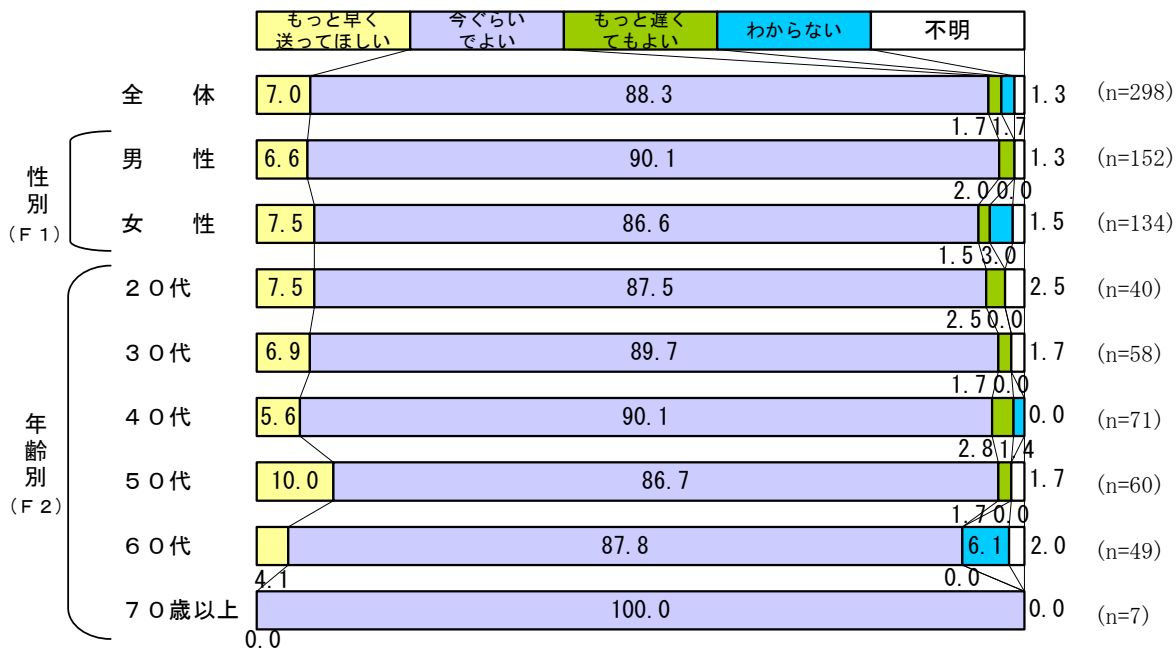 もっと早く
送ってほしい
今ぐらい
でよい
もっと遅く
てもよい
わからない
不明
全 体 7.0 88.3 1.3 (n=298)
1.7 1.7
男 性 6.6 90.1 1.3 (n=152)
2.0 0.0
女 性 7.5 86.6 1.5 (n=134)
1.5 3.0
性別
(F1)
20代 7.5 87.5 2.5 (n=40)
2.5 0.0
30代 6.9 89.7 1.7 (n=58)
1.7 0.0
40代 5.6 90.1 0.0 (n=71)
2.8 1.4
50代 10.0 86.7 1.7 (n=60)
1.7 0.0
60代 87.8 6.1 2.0 (n=49)
4.1 0.0
70歳以上 100.0 0.0 (n=7)
0.0
年齢別
(F2)